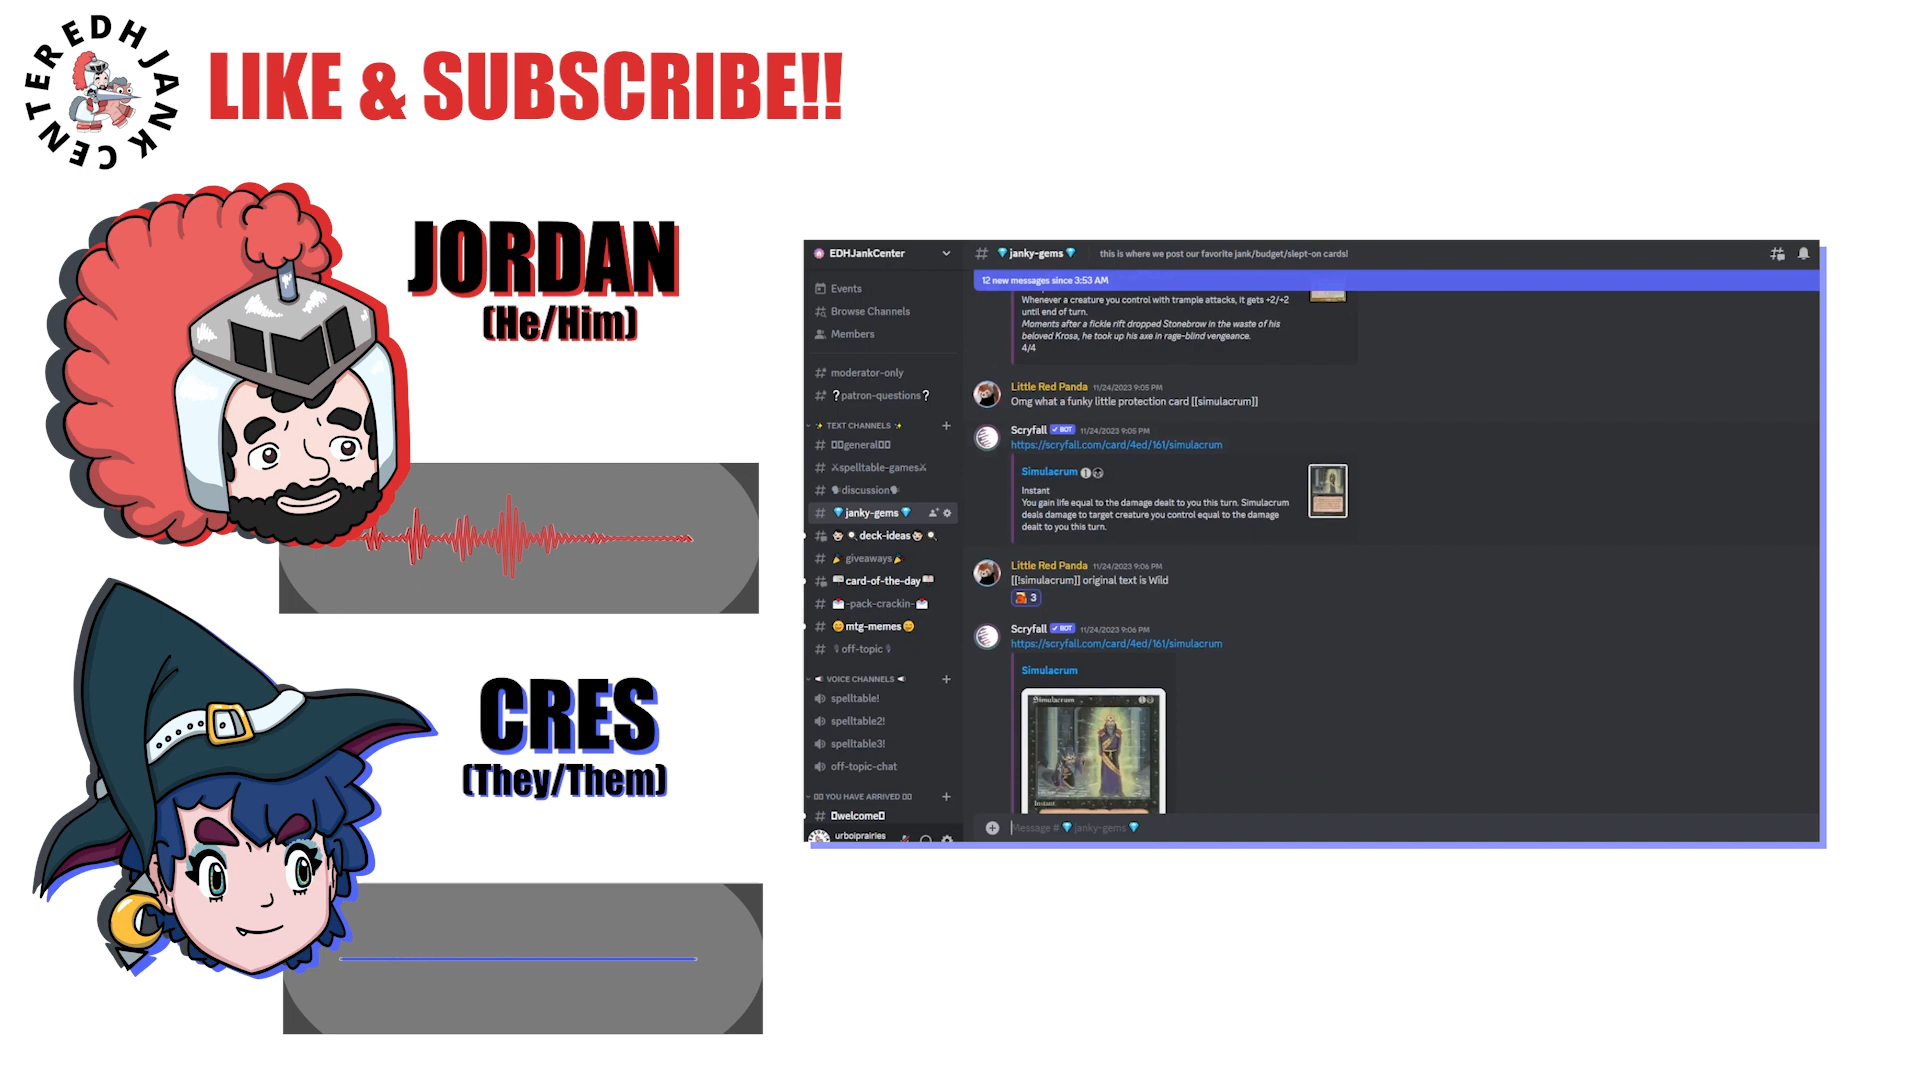 EDHJANKCENTER
LIKE & SUBSCRIBE!!
JORDAN
(He/Him)
CRES
(They/Them)
EDHJankCenter
Events
Browse Channels
Members
moderator-only
❓patron-questions❓
✨ TEXT CHANNELS ✨
general
⚔spelltable-games⚔
discussion
💎 janky-gems 💎
deck-ideas
giveaways
card-of-the-day
-pack-crackin-
mtg-memes
off-topic
VOICE CHANNELS
spelltable!
spelltable2!
spelltable3!
off-topic-chat
YOU HAVE ARRIVED
welcome
urboiprairies
# 💎 janky-gems 💎 this is where we post our favorite jank/budget/slept-on cards!
12 new messages since 3:53 AM
Whenever a creature you control with trample attacks, it gets +2/+2
until end of turn.
Moments after a fickle rift dropped Stonebrow in the waste of his
beloved Krosa, he took up his axe in rage-blind vengeance.
4/4
Little Red Panda 11/24/2023 9:05 PM
Omg what a funky little protection card [[simulacrum]]
Scryfall ✓ BOT 11/24/2023 9:05 PM
https://scryfall.com/card/4ed/161/simulacrum
Simulacrum 1
Instant
You gain life equal to the damage dealt to you this turn. Simulacrum
deals damage to target creature you control equal to the damage
dealt to you this turn.
Little Red Panda 11/24/2023 9:06 PM
[[!simulacrum]] original text is Wild
3
Scryfall ✓ BOT 11/24/2023 9:06 PM
https://scryfall.com/card/4ed/161/simulacrum
Simulacrum
Simulacrum 1
Instant
Message # 💎 janky-gems 💎